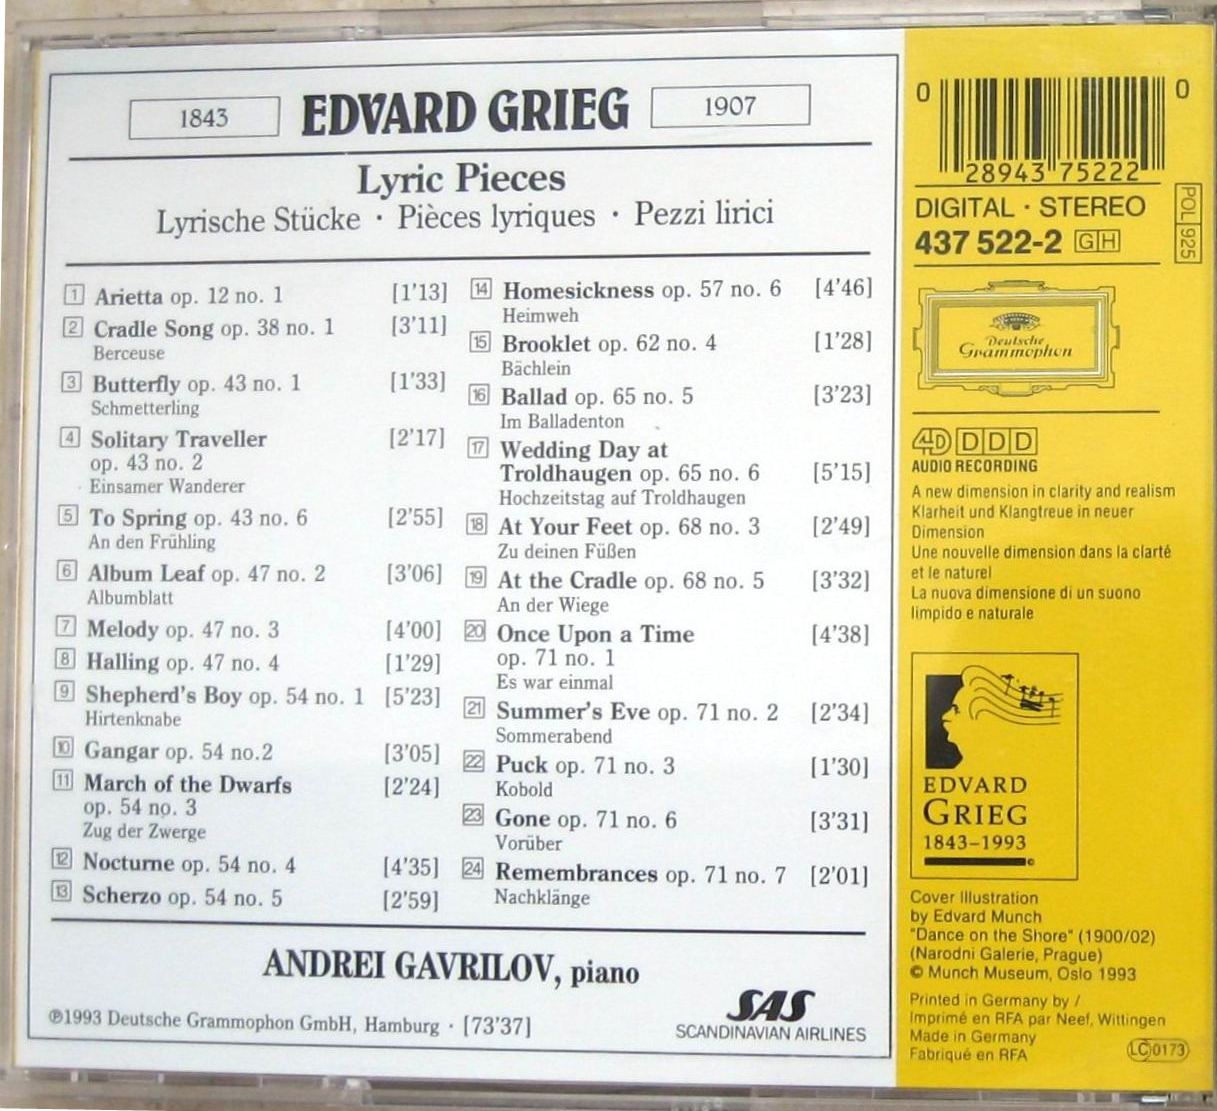 1843
EDVARD GRIEG
1907
Lyric Pieces
Lyrische Stücke · Pièces lyriques · Pezzi lirici
1 Arietta op. 12 no. 1 [1'13]
2 Cradle Song op. 38 no. 1 [3'11]
Berceuse
3 Butterfly op. 43 no. 1 [1'33]
Schmetterling
4 Solitary Traveller [2'17]
op. 43 no. 2
Einsamer Wanderer
5 To Spring op. 43 no. 6 [2'55]
An den Frühling
6 Album Leaf op. 47 no. 2 [3'06]
Albumblatt
7 Melody op. 47 no. 3 [4'00]
8 Halling op. 47 no. 4 [1'29]
9 Shepherd's Boy op. 54 no. 1 [5'23]
Hirtenknabe
10 Gangar op. 54 no.2 [3'05]
11 March of the Dwarfs [2'24]
op. 54 no. 3
Zug der Zwerge
12 Nocturne op. 54 no. 4 [4'35]
13 Scherzo op. 54 no. 5 [2'59]
14 Homesickness op. 57 no. 6 [4'46]
Heimweh
15 Brooklet op. 62 no. 4 [1'28]
Bächlein
16 Ballad op. 65 no. 5 [3'23]
Im Balladenton
17 Wedding Day at
Troldhaugen op. 65 no. 6 [5'15]
Hochzeitstag auf Troldhaugen
18 At Your Feet op. 68 no. 3 [2'49]
Zu deinen Füßen
19 At the Cradle op. 68 no. 5 [3'32]
An der Wiege
20 Once Upon a Time [4'38]
op. 71 no. 1
Es war einmal
21 Summer's Eve op. 71 no. 2 [2'34]
Sommerabend
22 Puck op. 71 no. 3 [1'30]
Kobold
23 Gone op. 71 no. 6 [3'31]
Vorüber
24 Remembrances op. 71 no. 7 [2'01]
Nachklänge
ANDREI GAVRILOV, piano
℗1993 Deutsche Grammophon GmbH, Hamburg · [73'37]
SAS
SCANDINAVIAN AIRLINES
0 28943 75222 0
DIGITAL · STEREO
437 522-2 GH
POL 925
Deutsche
Grammophon
4D DDD
AUDIO RECORDING
A new dimension in clarity and realism
Klarheit und Klangtreue in neuer
Dimension
Une nouvelle dimension dans la clarté
et le naturel
La nuova dimensione di un suono
limpido e naturale
EDVARD
GRIEG
1843–1993
©
Cover Illustration
by Edvard Munch
"Dance on the Shore" (1900/02)
(Narodni Galerie, Prague)
© Munch Museum, Oslo 1993
Printed in Germany by /
Imprimé en RFA par Neef, Wittingen
Made in Germany
Fabriqué en RFA
LC 0173